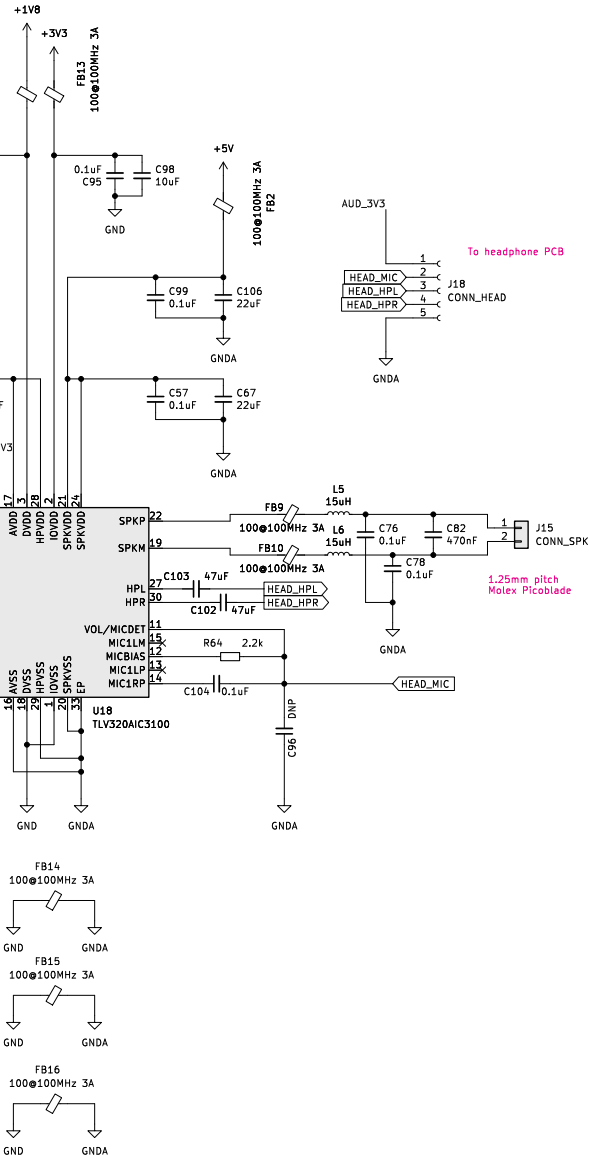 +1V8
+3V3
FB13
100@100MHz 3A
0.1uF
C95
C98
10uF
GND
+5V
100@100MHz 3A
FB2
AUD_3V3
To headphone PCB
1
HEAD_MIC
2
HEAD_HPL
3
HEAD_HPR
4
5
J18
CONN_HEAD
GNDA
C99
0.1uF
C106
22uF
GNDA
C57
0.1uF
C67
22uF
GNDA
V3
17
3
28
2
21
24
AVDD
DVDD
HPVDD
IOVDD
SPKVDD
SPKVDD
SPKP
22
SPKM
19
HPL
27
HPR
30
VOL/MICDET
11
MIC1LM
15
MICBIAS
12
MIC1LP
13
MIC1RP
14
FB9
100@100MHz 3A
L5
15uH
L6
15uH
FB10
100@100MHz 3A
C76
0.1uF
C82
470nF
C78
0.1uF
1
2
J15
CONN_SPK
1.25mm pitch
Molex Picoblade
GNDA
C103
47uF
HEAD_HPL
C102
47uF
HEAD_HPR
R64
2.2k
C104
0.1uF
HEAD_MIC
DNP
C96
GNDA
AVSS
DVSS
HPVSS
IOVSS
SPKVSS
EP
16
18
29
1
20
33
U18
TLV320AIC3100
GND
GNDA
FB14
100@100MHz 3A
GND
GNDA
FB15
100@100MHz 3A
GND
GNDA
FB16
100@100MHz 3A
GND
GNDA